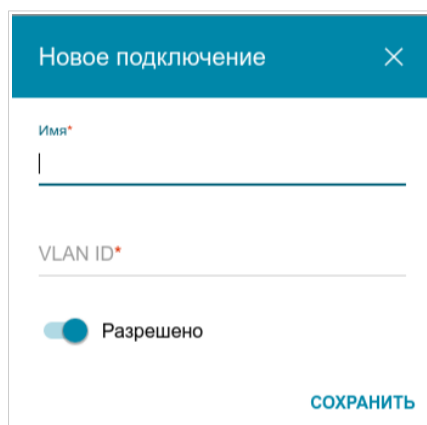 Новое подключение
Имя*
VLAN ID*
Разрешено
СОХРАНИТЬ